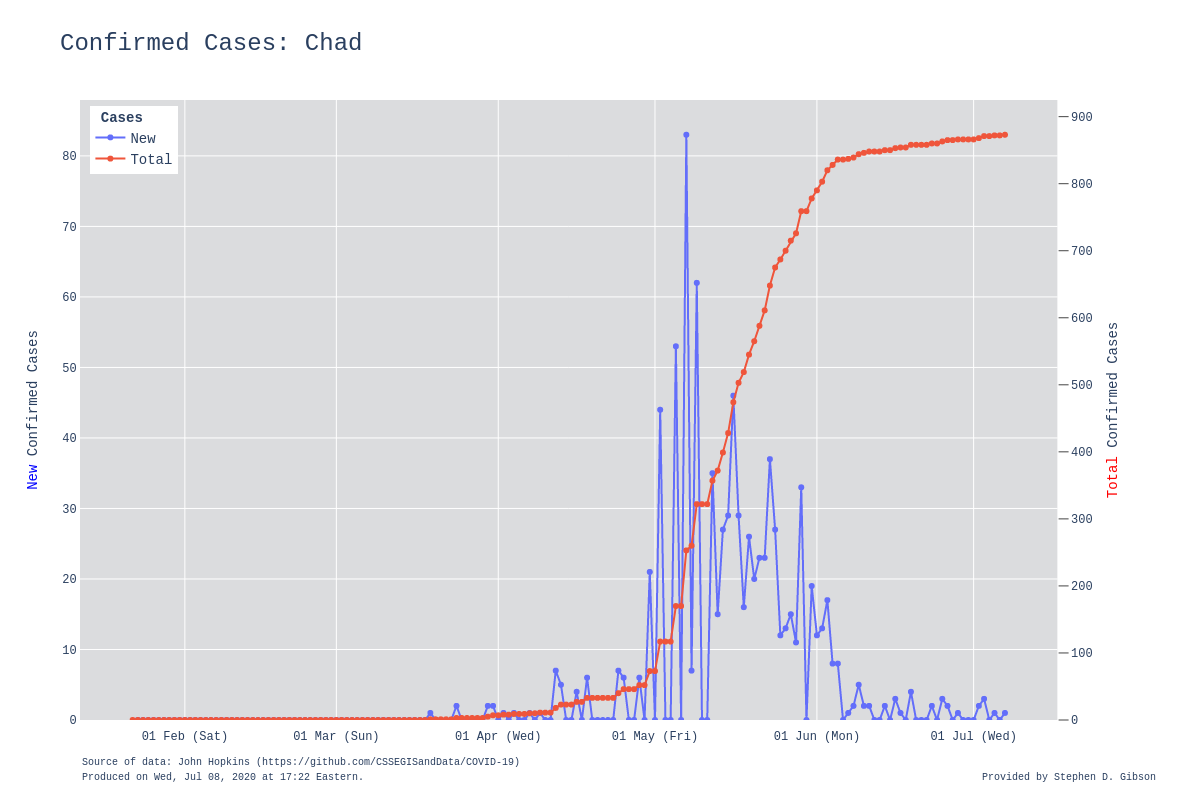 Confirmed Cases: Chad
Cases
New
Total
80
70
60
50
40
30
20
10
0
New Confirmed Cases
900
800
700
600
500
400
300
200
100
0
Total Confirmed Cases
01 Feb (Sat) 01 Mar (Sun) 01 Apr (Wed) 01 May (Fri) 01 Jun (Mon) 01 Jul (Wed)
Source of data: John Hopkins (https://github.com/CSSEGISandData/COVID-19)
Produced on Wed, Jul 08, 2020 at 17:22 Eastern.
Provided by Stephen D. Gibson